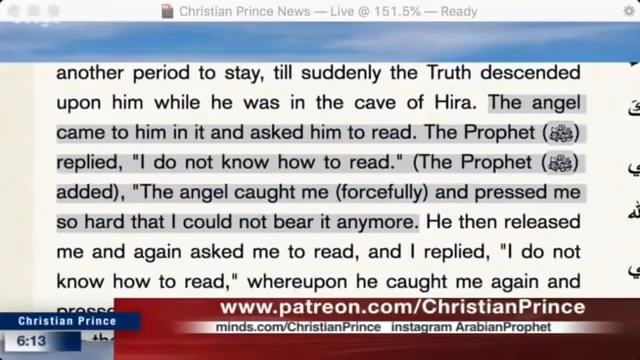 Christian Prince News — Live @ 151.5% — Ready
another period to stay, till suddenly the Truth descended
upon him while he was in the cave of Hira. The angel
came to him in it and asked him to read. The Prophet (ﷺ)
replied, "I do not know how to read." (The Prophet (ﷺ)
added), "The angel caught me (forcefully) and pressed me
so hard that I could not bear it anymore. He then released
me and again asked me to read, and I replied, "I do not
know how to read," whereupon he caught me again and
www.patreon.com/ChristianPrince
Christian Prince
minds.com/ChristianPrince instagram ArabianProphet
6:13